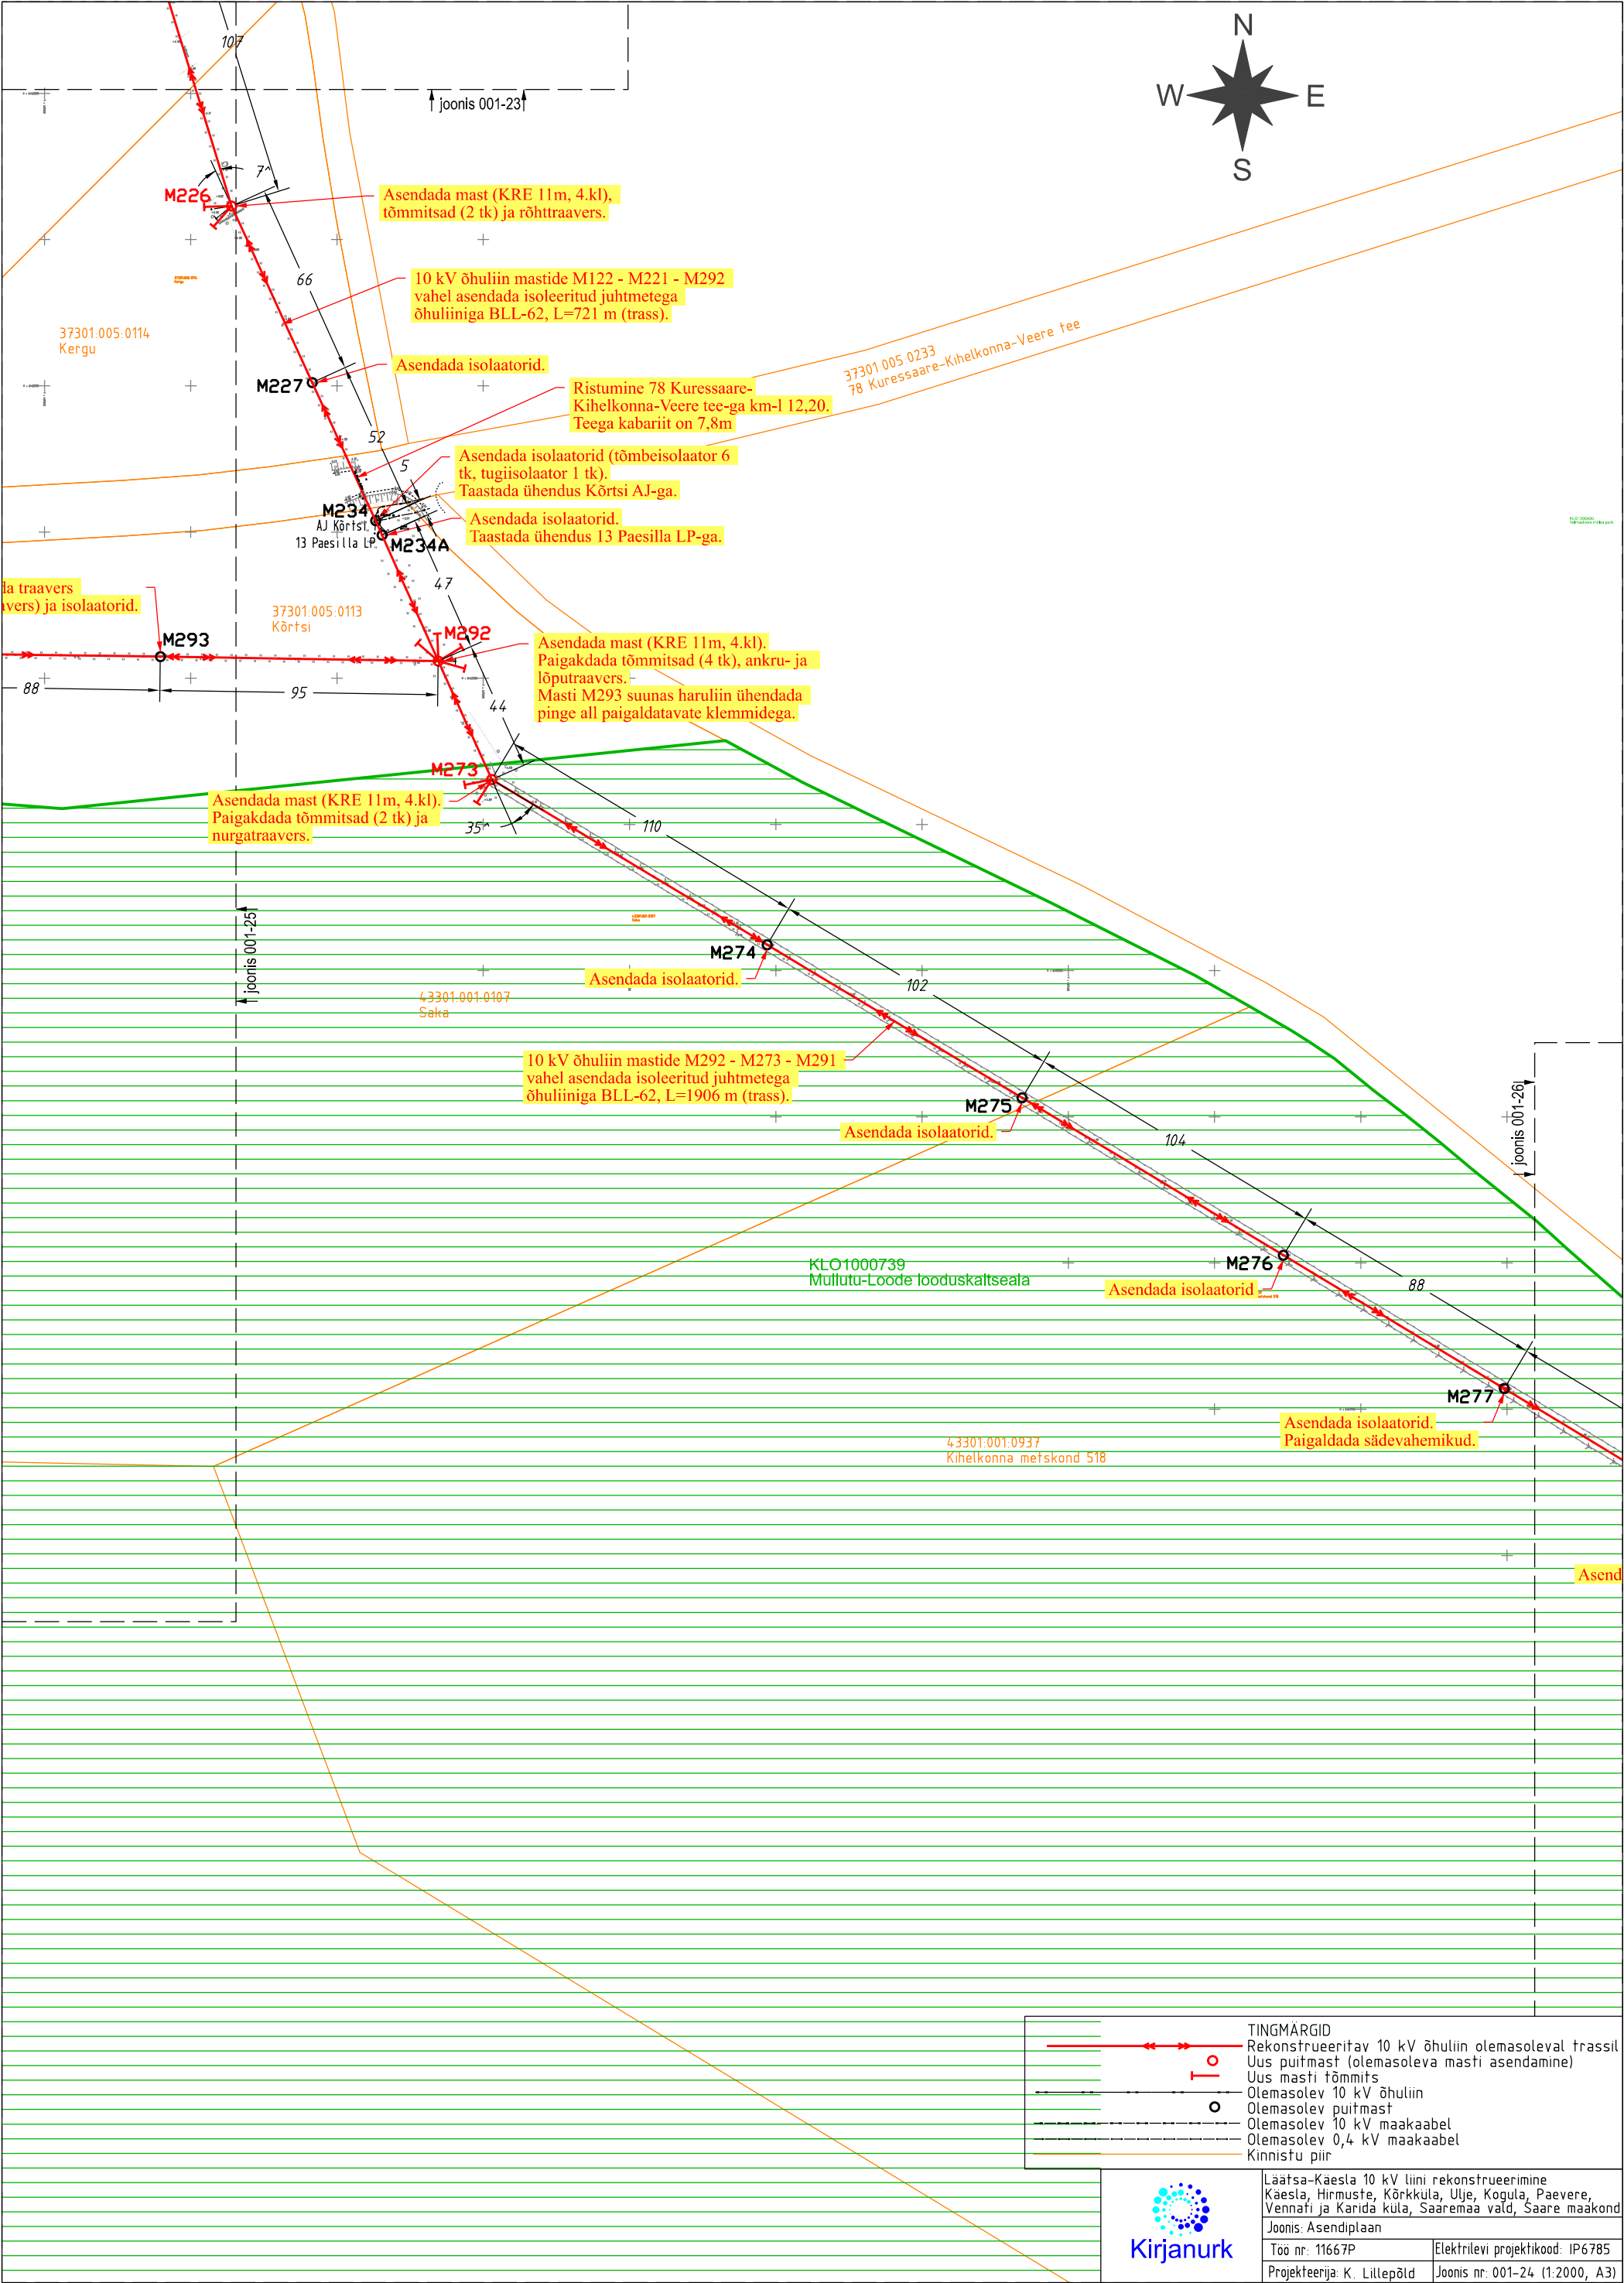 107
joonis 001-23
N
W
E
S
7^
M226
Asendada mast (KRE 11m, 4.kl),
tõmmitsad (2 tk) ja rõhttraavers.
66
10 kV õhuliin mastide M122 - M221 - M292
vahel asendada isoleeritud juhtmetega
õhuliiniga BLL-62, L=721 m (trass).
37301:005:0114
Kergu
37301:005:0233
78 Kuressaare-Kihelkonna-Veere tee
Asendada isolaatorid.
M227
Ristumine 78 Kuressaare-
Kihelkonna-Veere tee-ga km-l 12,20.
Teega kabariit on 7,8m
52
5
Asendada isolaatorid (tõmbeisolaator 6
tk, tugiisolaator 1 tk).
Taastada ühendus Kõrtsi AJ-ga.
M234
AJ Kõrtsi
13 Paesilla LP
M234A
Asendada isolaatorid.
Taastada ühendus 13 Paesilla LP-ga.
47
da traavers
avers) ja isolaatorid.
37301:005:0113
Kõrtsi
M293
M292
Asendada mast (KRE 11m, 4.kl).
Paigakdada tõmmitsad (4 tk), ankru- ja
lõputraavers.
Masti M293 suunas haruliin ühendada
pinge all paigaldatavate klemmidega.
88
95
44
M273
Asendada mast (KRE 11m, 4.kl).
Paigakdada tõmmitsad (2 tk) ja
nurgatraavers.
35^
110
joonis 001-25
M274
Asendada isolaatorid.
102
43301:001:0107
Saka
10 kV õhuliin mastide M292 - M273 - M291
vahel asendada isoleeritud juhtmetega
õhuliiniga BLL-62, L=1906 m (trass).
M275
Asendada isolaatorid.
104
joonis 001-26
KLO1000739
Mullutu-Loode looduskaitseala
M276
Asendada isolaatorid
88
M277
Asendada isolaatorid.
Paigaldada sädevahemikud.
43301:001:0937
Kihelkonna metskond 518
Asend
TINGMÄRGID
Rekonstrueeritav 10 kV õhuliin olemasoleval trassil
Uus puitmast (olemasoleva masti asendamine)
Uus masti tõmmits
Olemasolev 10 kV õhuliin
Olemasolev puitmast
Olemasolev 10 kV maakaabel
Olemasolev 0,4 kV maakaabel
Kinnistu piir
Kirjanurk
Läätsa-Käesla 10 kV liini rekonstrueerimine
Käesla, Hirmuste, Kõrkküla, Ulje, Kogula, Paevere,
Vennati ja Karida küla, Saaremaa vald, Saare maakond
Joonis: Asendiplaan
Töö nr: 11667P
Elektrilevi projektikood: IP6785
Projekteerija: K. Lillepõld
Joonis nr: 001-24 (1:2000, A3)